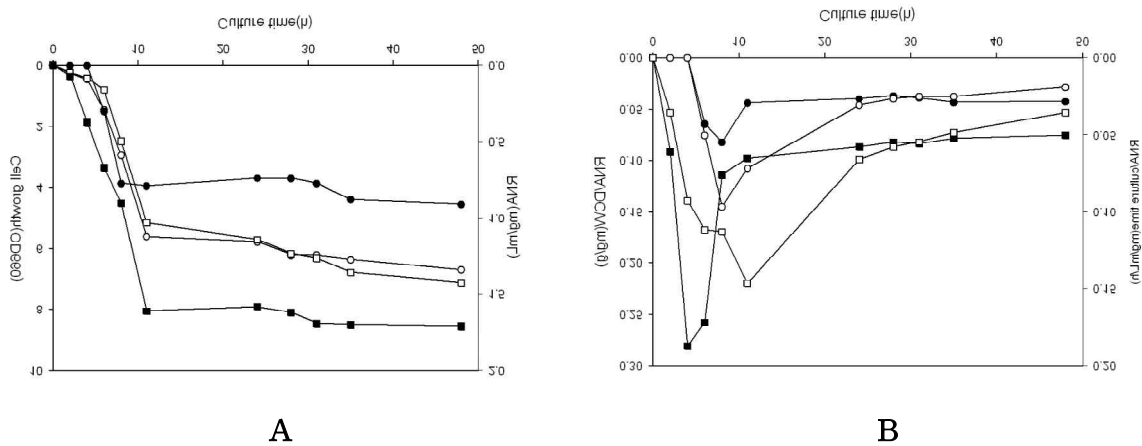 Culture time(h)
0 10 20 30 40 50
0 2 4 6 8 10
Cell growth(OD660)
0.0 0.5 1.0 1.5 2.0
RNA(mg/mL)
A
Culture time(h)
0 10 20 30 40 50
0.00 0.05 0.10 0.15 0.20 0.25 0.30
RNA/DCW(mg/g)
0.00 0.05 0.10 0.15 0.20
RNA/culture time(mg/mL/h)
B